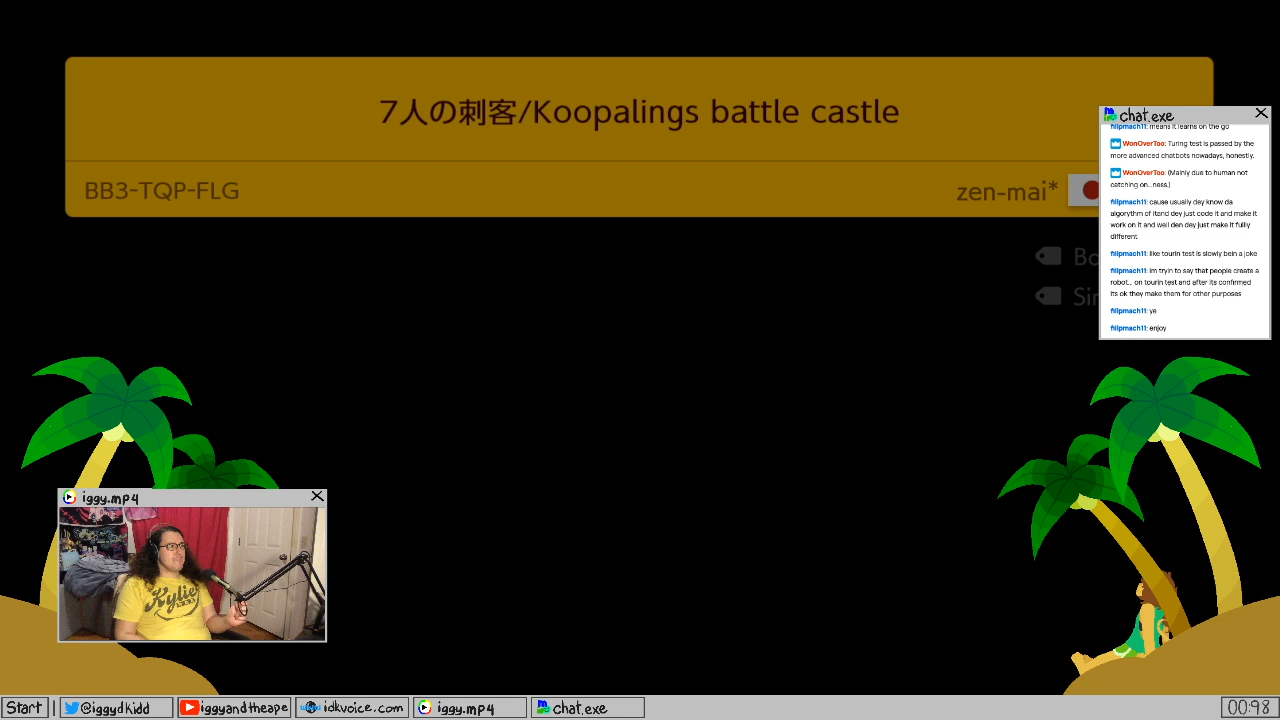 7人の刺客/Koopalings battle castle
BB3-TQP-FLG
zen-mai*
chat.exe
filipmach11: means it learns on the go
WonOverToo: Turing test is passed by the
more advanced chatbots nowadays, honestly.
WonOverToo: (Mainly due to human not
catching on...ness.)
filipmach11: cause usually dey know da
algorythm of itand dey just code it and make it
work on it and well den dey just make it fullly
different
filipmach11: like tourin test is slowly bein a joke
filipmach11: im tryin to say that people create a
robot... on tourin test and after its confirmed
its ok they make them for other purposes
filipmach11: ye
filipmach11: enjoy
iggy.mp4
Kylie
Start
@iggydkidd
iggyandtheape
idkvoice.com
iggy.mp4
chat.exe
00:98